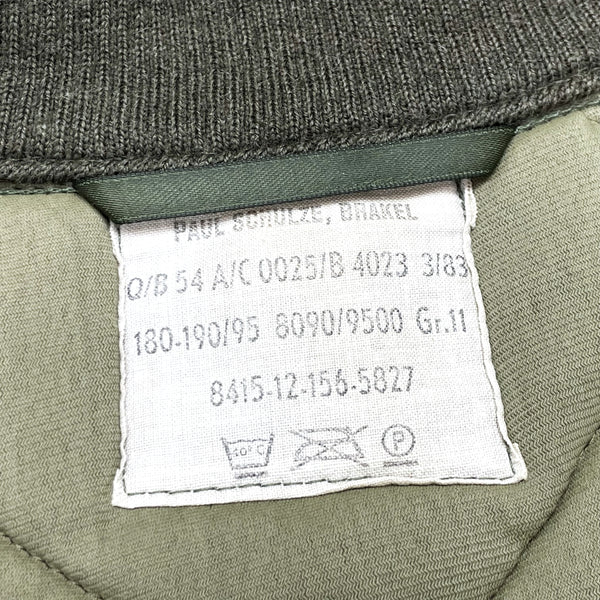 PAUL SCHULZE, BRAKEL
Q/B 54 A/C 0025/B 4023 3/83
180-190/95 8090/9500 Gr.11
8415-12-156-5827
40°C P